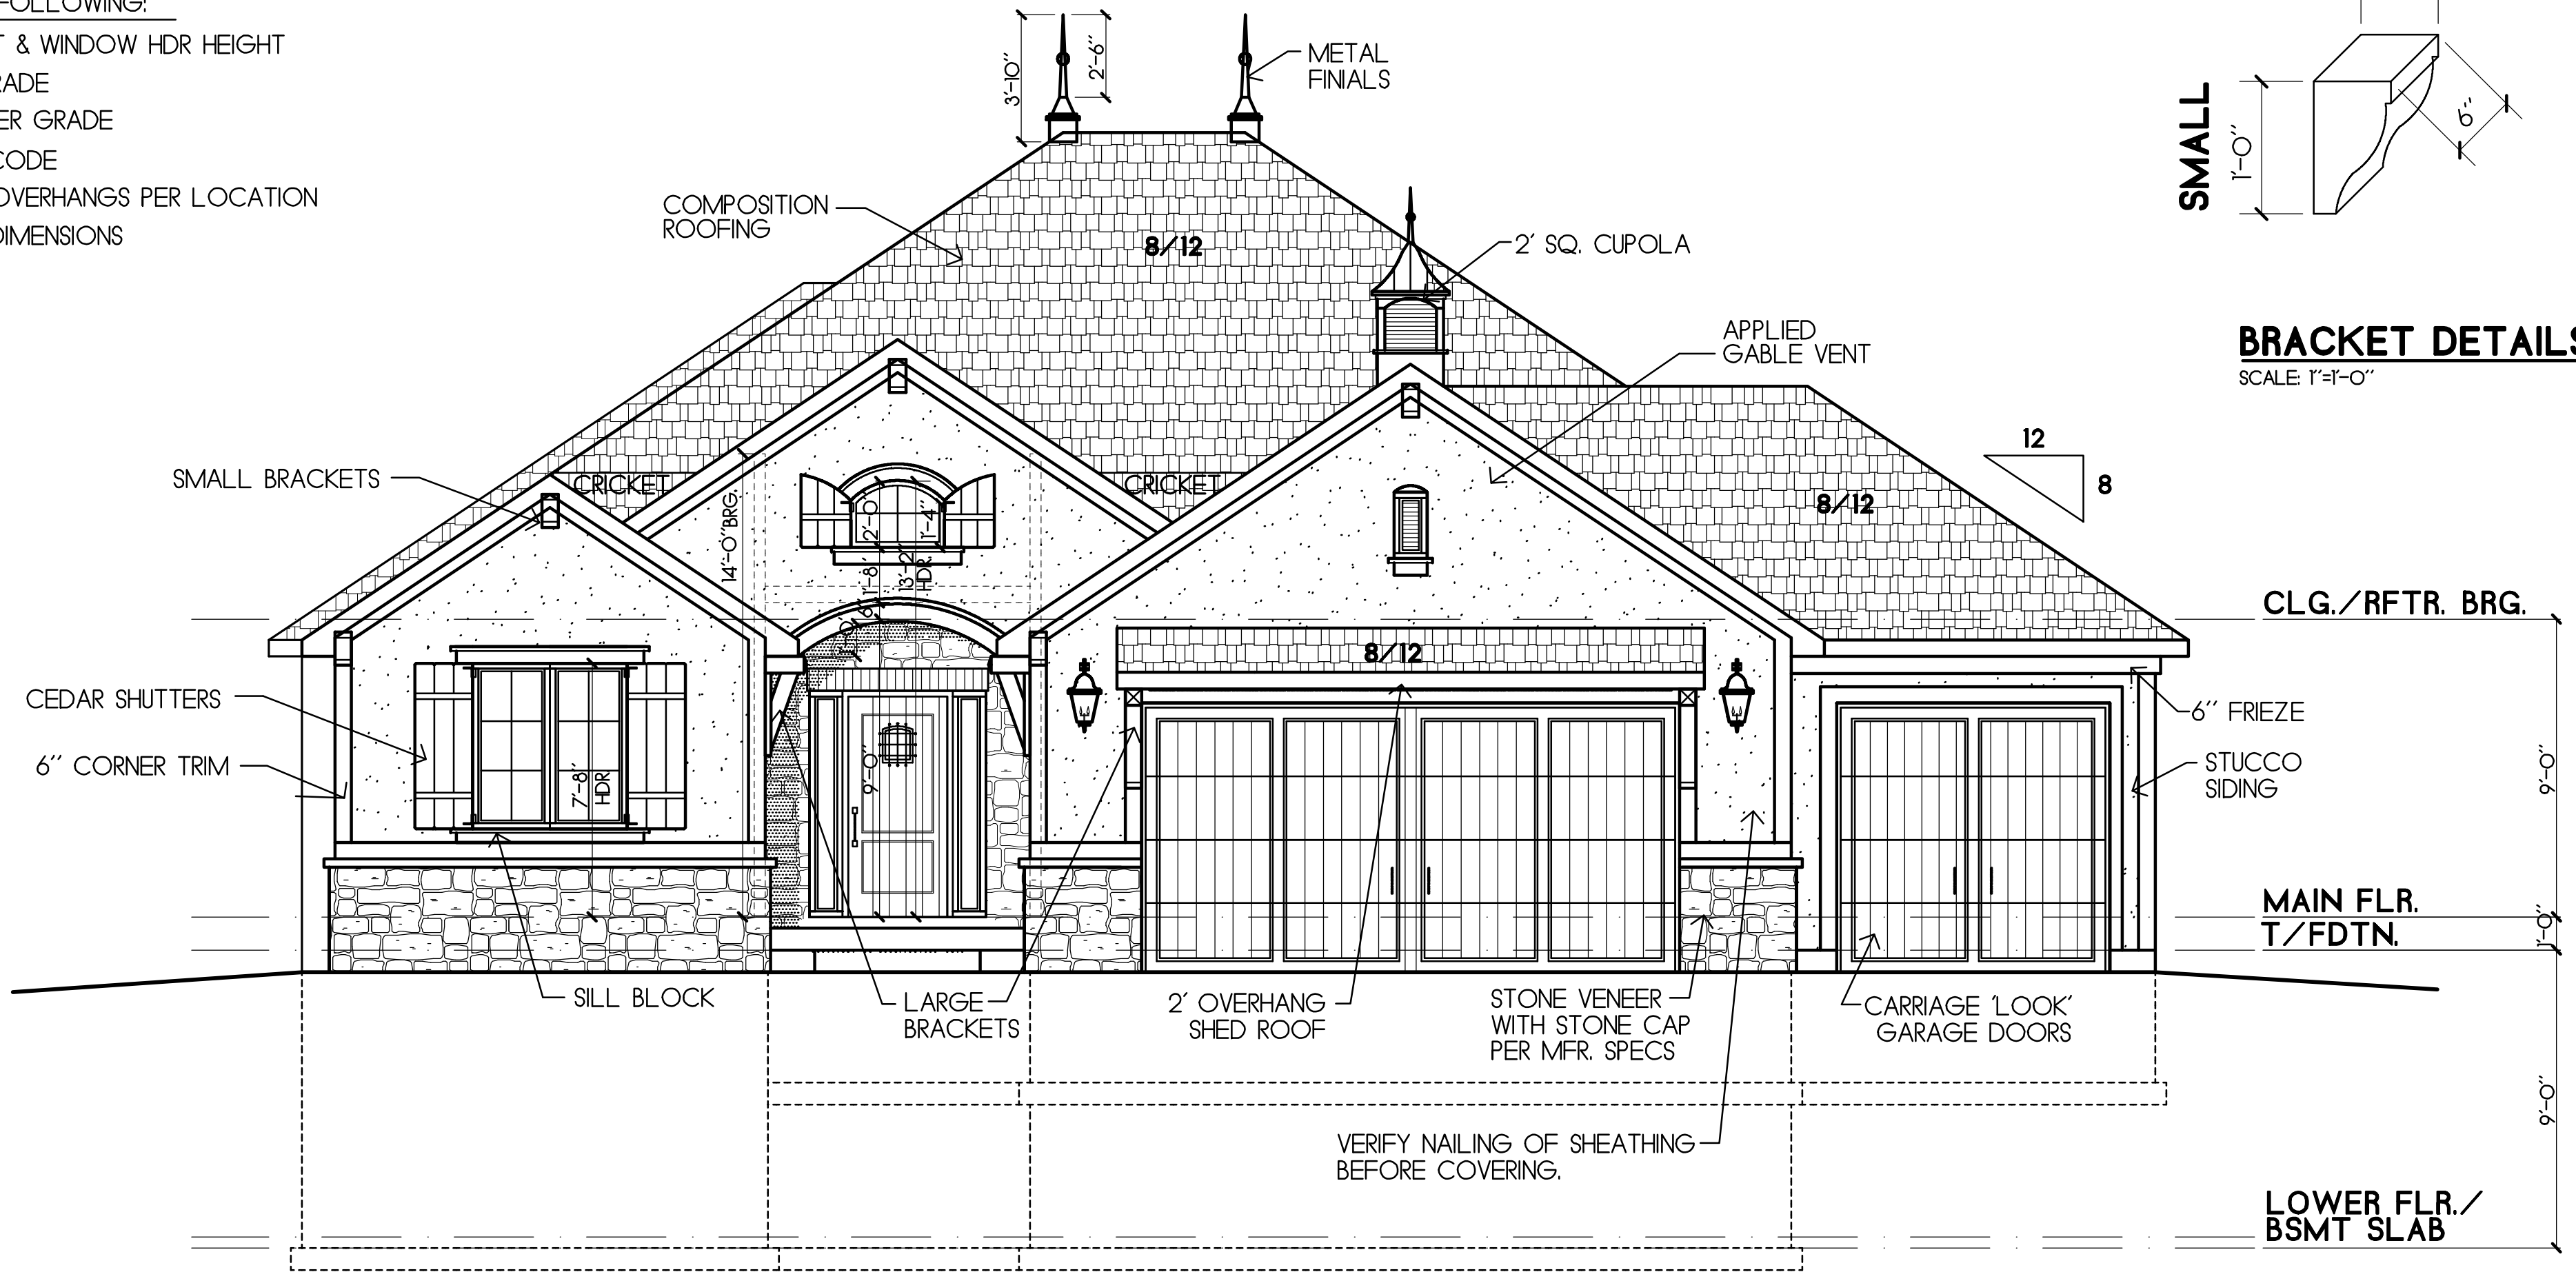 FOLLOWING:
& WINDOW HDR HEIGHT
GRADE
CODE
OVERHANGS PER LOCATION
DIMENSIONS
3'-10"
2'-6"
METAL
FINIALS
SMALL
1'-0"
6"
COMPOSITION
ROOFING
8/12
2' SQ. CUPOLA
APPLIED
GABLE VENT
BRACKET DETAILS
SCALE: 1"=1'-0"
12
8
SMALL BRACKETS
CRICKET
CRICKET
8/12
14'-0" BRG.
2'-0"
1'-4"
1'-8"
13'-2"
HDR.
6"
1'-0"
CLG./RFTR. BRG.
8/12
CEDAR SHUTTERS
6" FRIEZE
6" CORNER TRIM
7'-8"
HDR.
9'-0"
STUCCO
SIDING
9'-0"
MAIN FLR.
T/FDTN.
1'-0"
SILL BLOCK
LARGE
BRACKETS
2' OVERHANG
SHED ROOF
STONE VENEER
WITH STONE CAP
PER MFR. SPECS
CARRIAGE 'LOOK'
GARAGE DOORS
9'-0"
VERIFY NAILING OF SHEATHING
BEFORE COVERING.
LOWER FLR./
BSMT SLAB